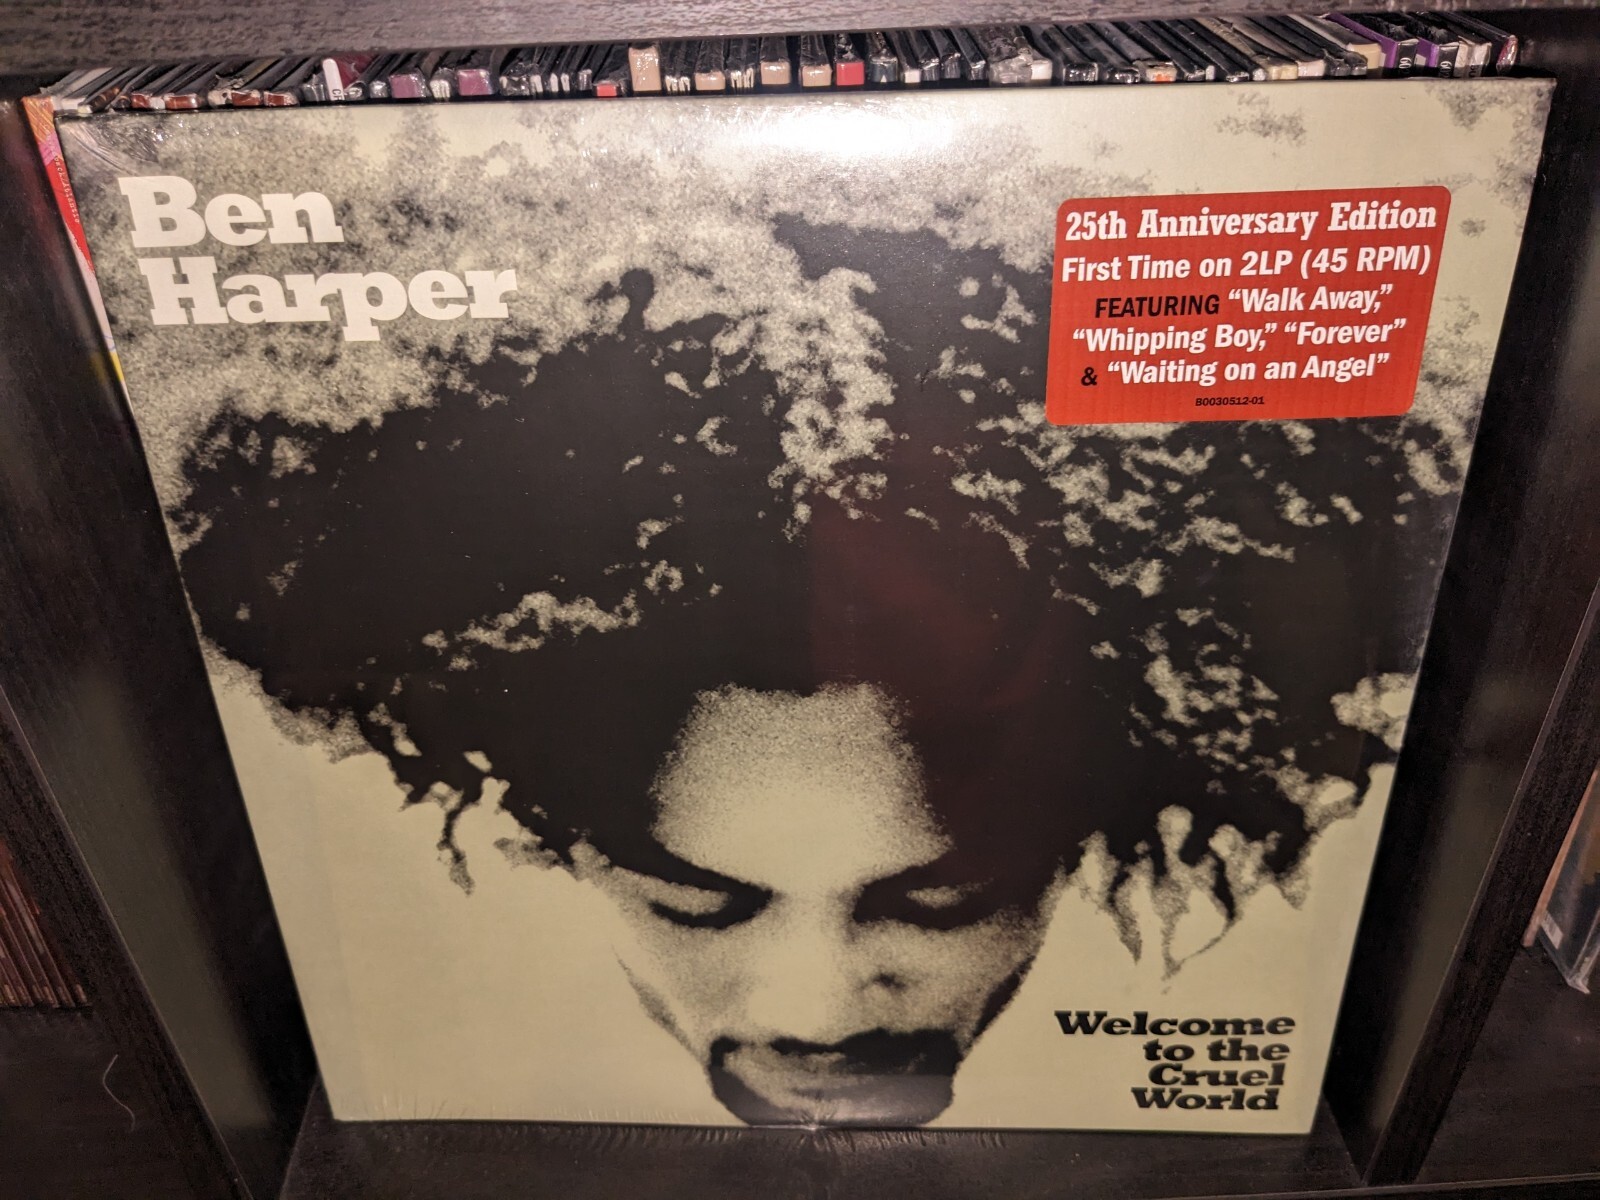 Ben
Harper
25th Anniversary Edition
First Time on 2LP (45 RPM)
FEATURING “Walk Away,”
“Whipping Boy,” “Forever”
& “Waiting on an Angel”
B0030512-01
Welcome
to the
Cruel
World